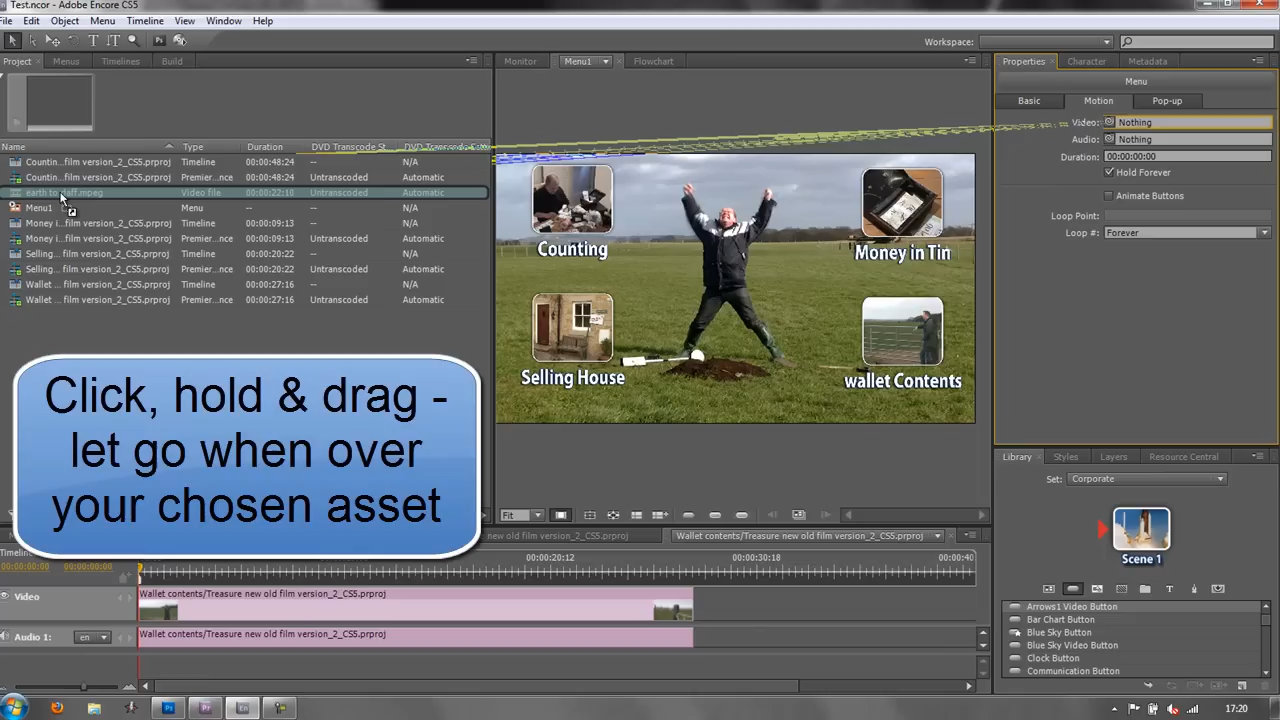 Test.ncor - Adobe Encore CS5
File Edit Object Menu Timeline View Window Help
Workspace:
Project Menus Timelines Build
Monitor Menu1 Flowchart
Properties Character Metadata
Menu
Basic Motion Pop-up
Video: Nothing
Audio: Nothing
Duration: 00:00:00:00
Hold Forever
Animate Buttons
Loop Point:
Loop #: Forever
Name Type Duration DVD Transcode St
Countin...film version_2_CS5.prproj Timeline 00:00:48:24 -- N/A
Countin...film version_2_CS5.prproj Premier...nce 00:00:48:24 Untranscoded Automatic
Video file 00:00:22:10 Untranscoded Automatic
Menu1 Menu -- -- N/A
Money i...film version_2_CS5.prproj Timeline 00:00:09:13 -- N/A
Money i...film version_2_CS5.prproj Premier...nce 00:00:09:13 Untranscoded Automatic
Selling... film version_2_CS5.prproj Timeline 00:00:20:22 -- N/A
Selling... film version_2_CS5.prproj Premier...nce 00:00:20:22 Untranscoded Automatic
Wallet ... film version_2_CS5.prproj Timeline 00:00:27:16 -- N/A
Wallet ... film version_2_CS5.prproj Premier...nce 00:00:27:16 Untranscoded Automatic
Counting
Money in Tin
Selling House
wallet Contents
Click, hold & drag -
let go when over
your chosen asset
Fit
Library Styles Layers Resource Central
Set: Corporate
Scene 1
Arrows1 Video Button
Bar Chart Button
Blue Sky Button
Blue Sky Video Button
Clock Button
Communication Button
Timeline
new old film version_2_CS5.prproj
Wallet contents/Treasure new old film version_2_CS5.prproj
00:00:00:00 00:00:00:00
00:00:20:12 00:00:30:18 00:00:40
Video
Wallet contents/Treasure new old film version_2_CS5.prproj
Audio 1: en
Wallet contents/Treasure new old film version_2_CS5.prproj
Ps Pr En
17:20